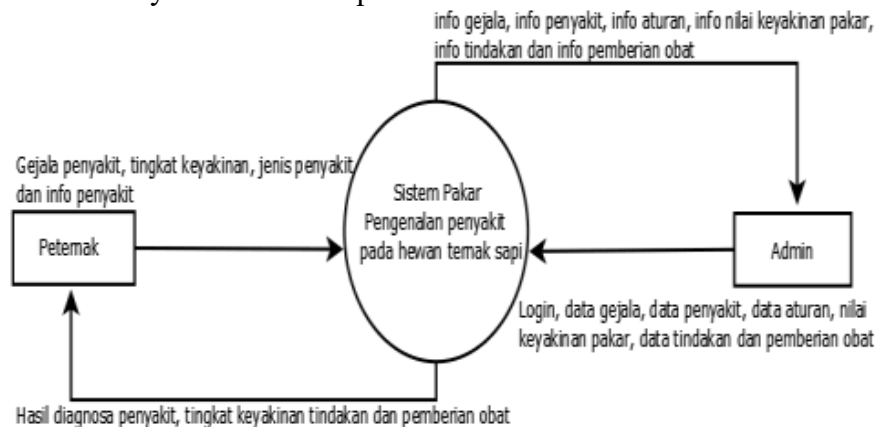 info gejala, info penyakit, info aturan, info nilai keyakinan pakar,
info tindakan dan info pemberian obat
Gejala penyakit, tingkat keyakinan, jenis penyakit
dan info penyakit
Sistem Pakar
Pengenalan penyakit
pada hewan ternak sapi
Peternak
Admin
Login, data gejala, data penyakit, data aturan, nilai
keyakinan pakar, data tindakan dan pemberian obat
Hasil diagnosa penyakit, tingkat keyakinan tindakan dan pemberian obat